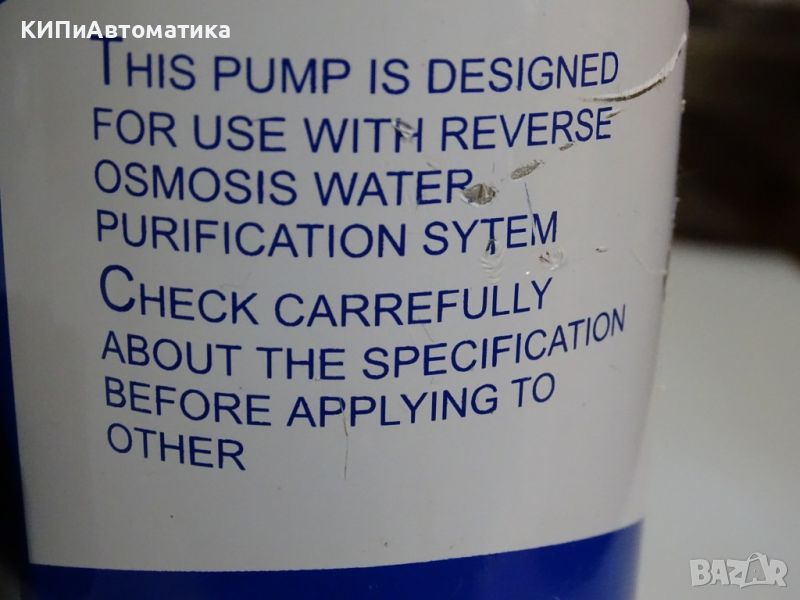 КИПиАвтоматика
THIS PUMP IS DESIGNED
FOR USE WITH REVERSE
OSMOSIS WATER
PURIFICATION SYTEM
CHECK CARREFULLY
ABOUT THE SPECIFICATION
BEFORE APPLYING TO
OTHER
BAZAR